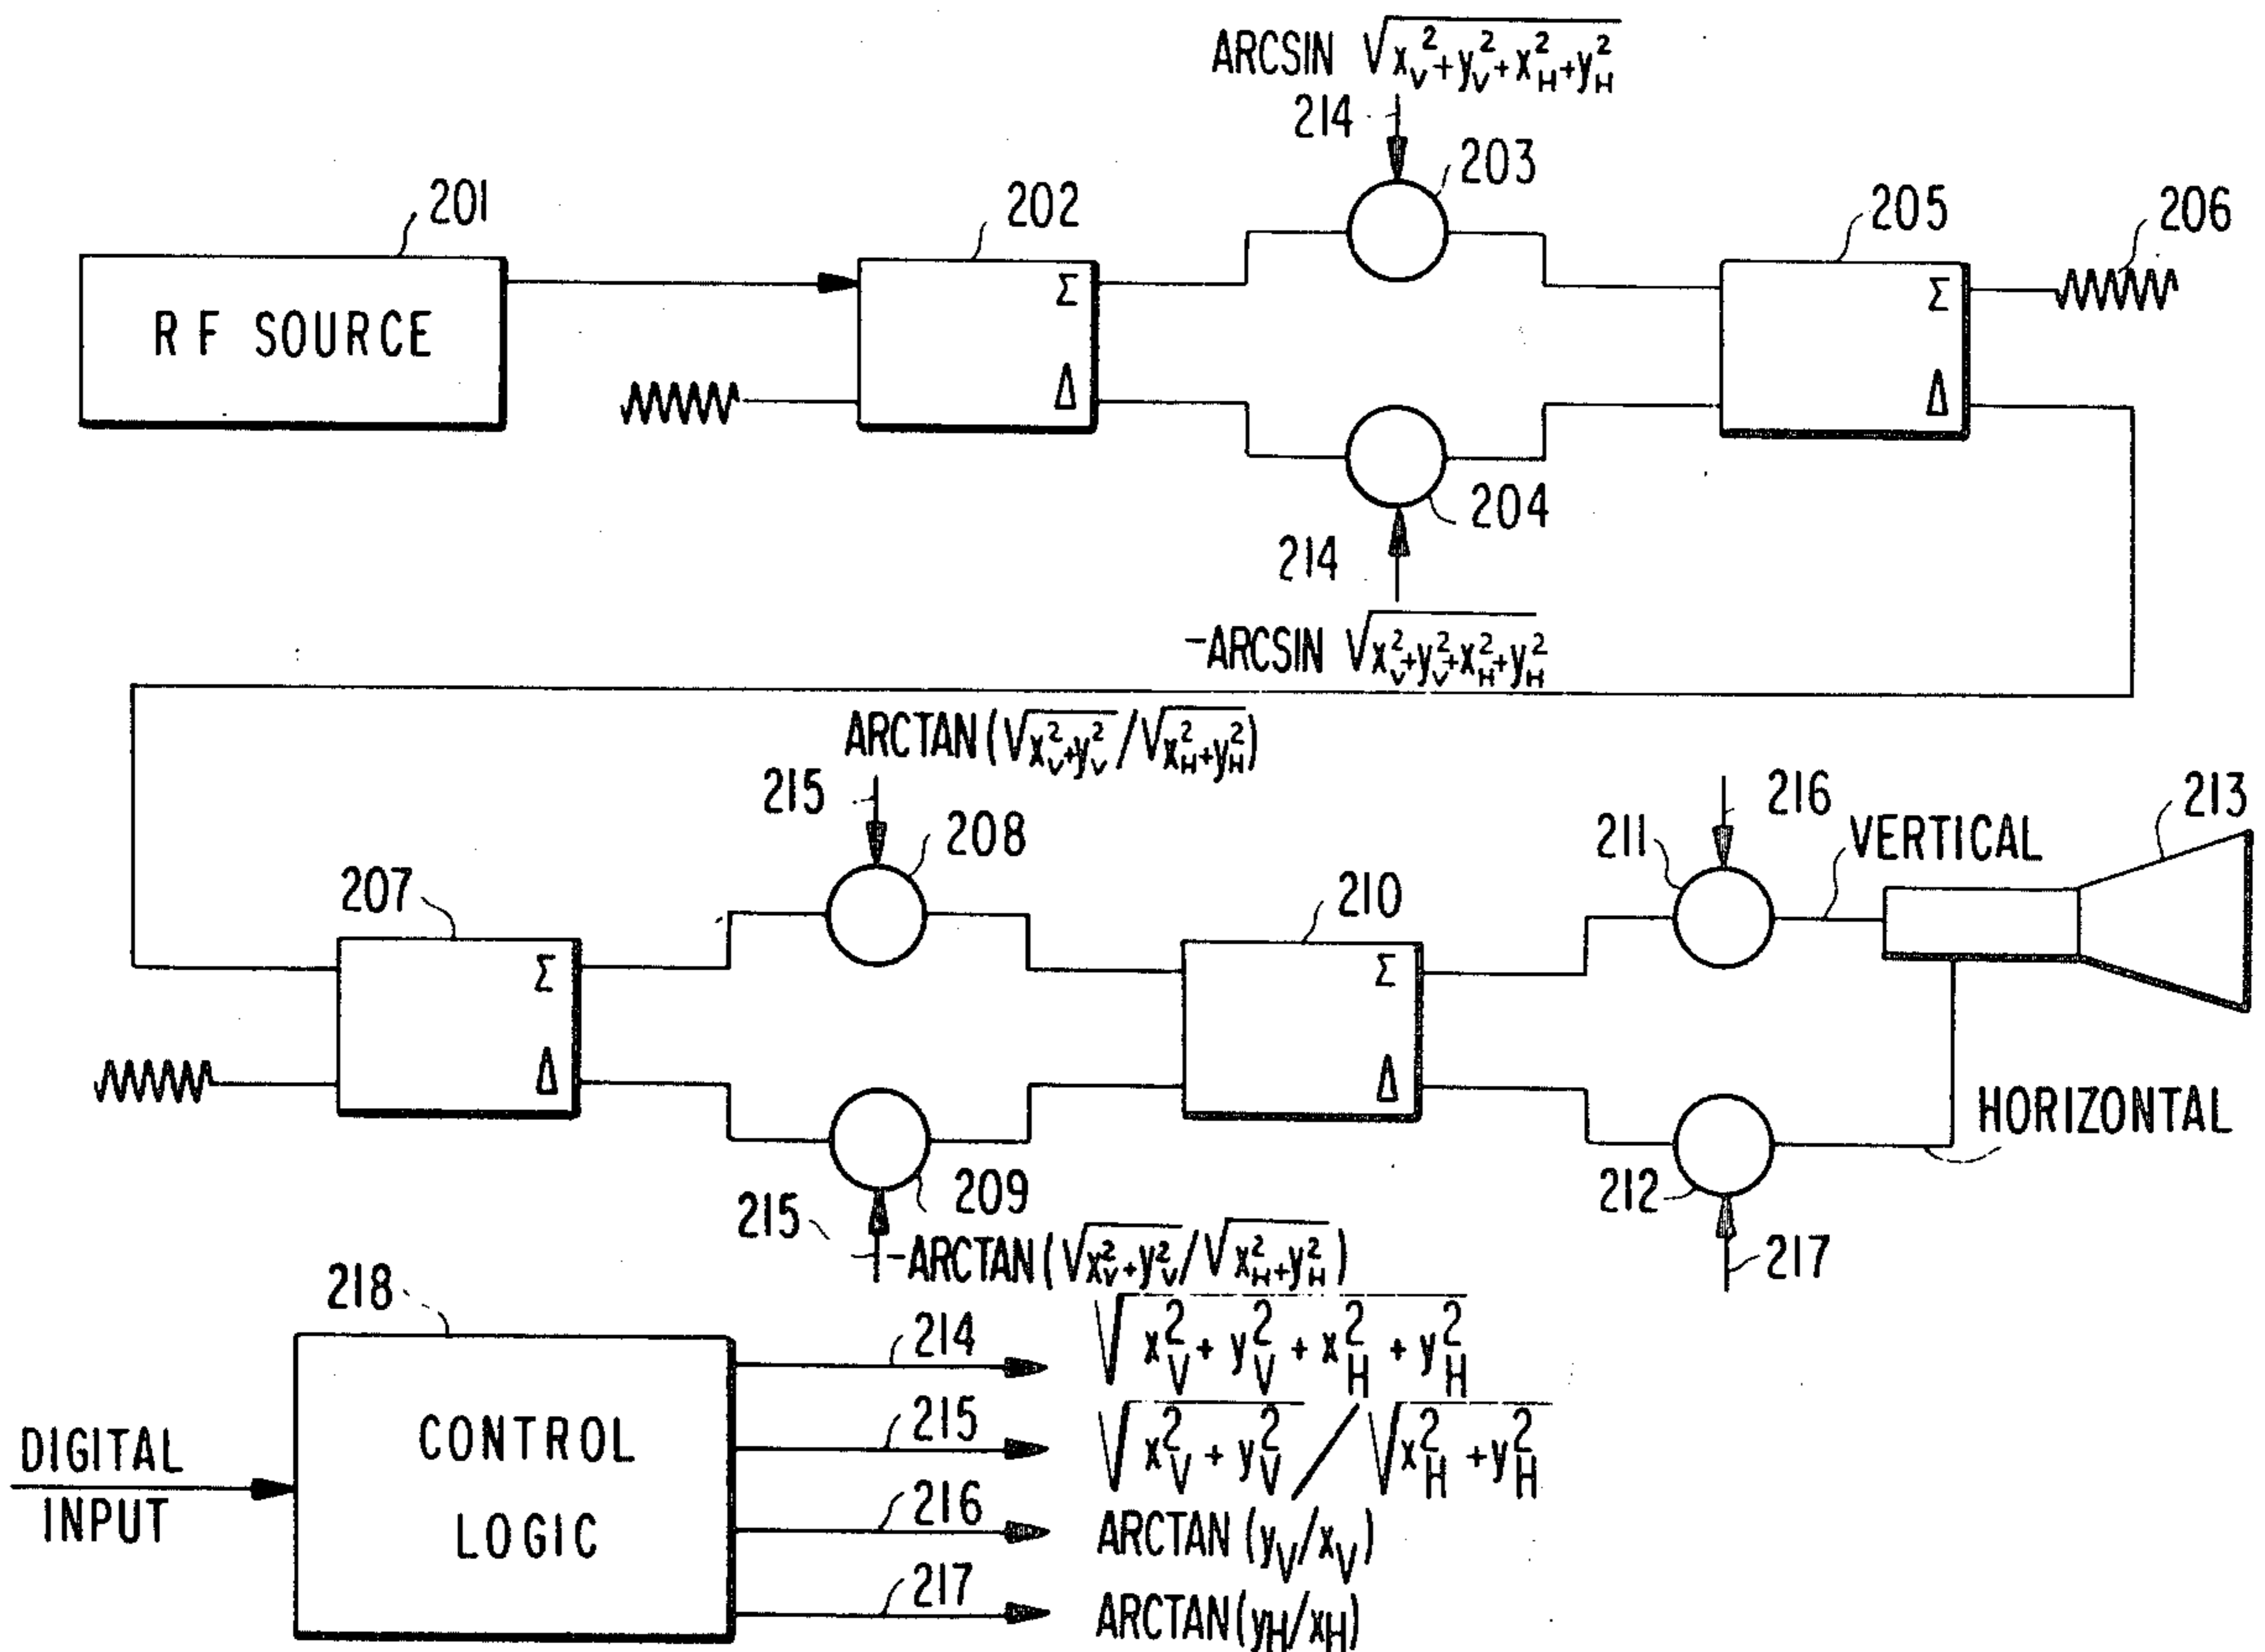 ARCSIN √x_V²+y_V²+x_H²+y_H²
214
203
201
202
205
206
RF SOURCE
Σ
Δ
Σ
Δ
204
214
-ARCSIN √x_V²+y_V²+x_H²+y_H²
ARCTAN(√x_V²+y_V²/√x_H²+y_H²)
215
208
216
213
211
VERTICAL
207
210
Σ
Δ
Σ
Δ
HORIZONTAL
209
212
215
217
-ARCTAN(√x_V²+y_V²/√x_H²+y_H²)
218
214
√x_V²+y_V²+x_H²+y_H²
DIGITAL
INPUT
CONTROL
LOGIC
215
√x_V²+y_V²/√x_H²+y_H²
216
ARCTAN(y_V/x_V)
217
ARCTAN(y_H/x_H)